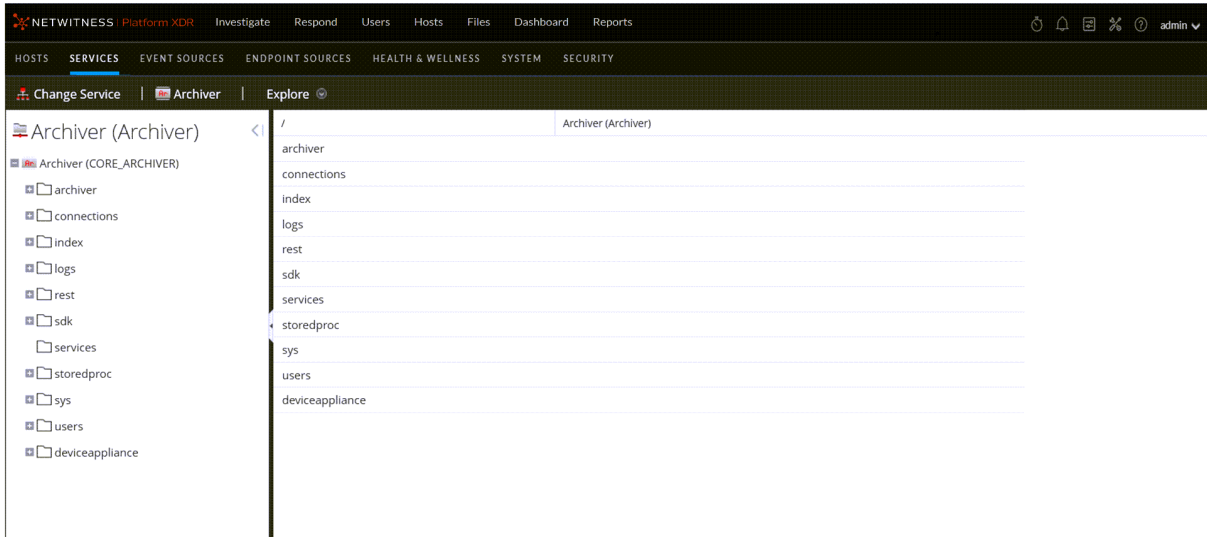 NETWITNESS Platform XDR Investigate Respond Users Hosts Files Dashboard Reports admin
HOSTS SERVICES EVENT SOURCES ENDPOINT SOURCES HEALTH & WELLNESS SYSTEM SECURITY
Change Service | Archiver | Explore
Archiver (Archiver)
Archiver (CORE_ARCHIVER)
archiver
connections
index
logs
rest
sdk
services
storedproc
sys
users
deviceappliance
/ Archiver (Archiver)
archiver
connections
index
logs
rest
sdk
services
storedproc
sys
users
deviceappliance